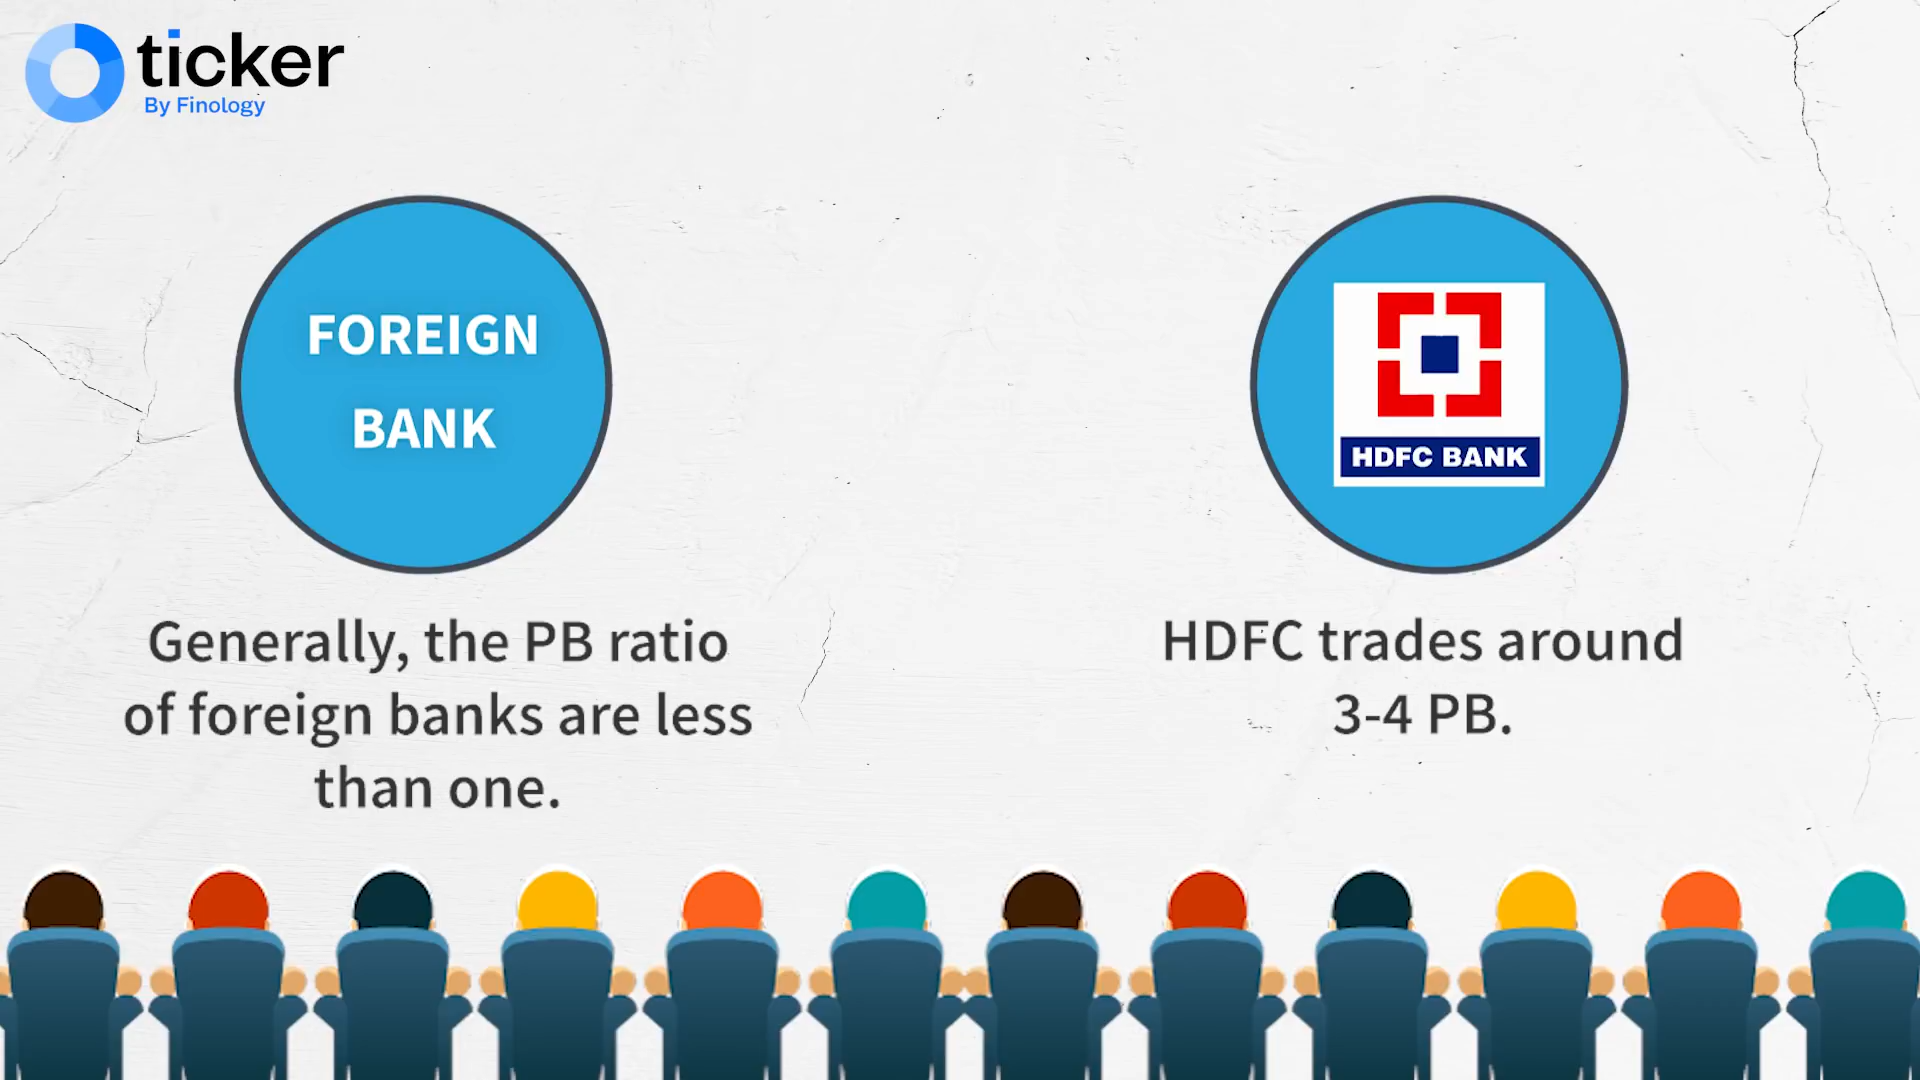 ticker
By Finology
FOREIGN
BANK
Generally, the PB ratio
of foreign banks are less
than one.
HDFC BANK
HDFC trades around
3-4 PB.